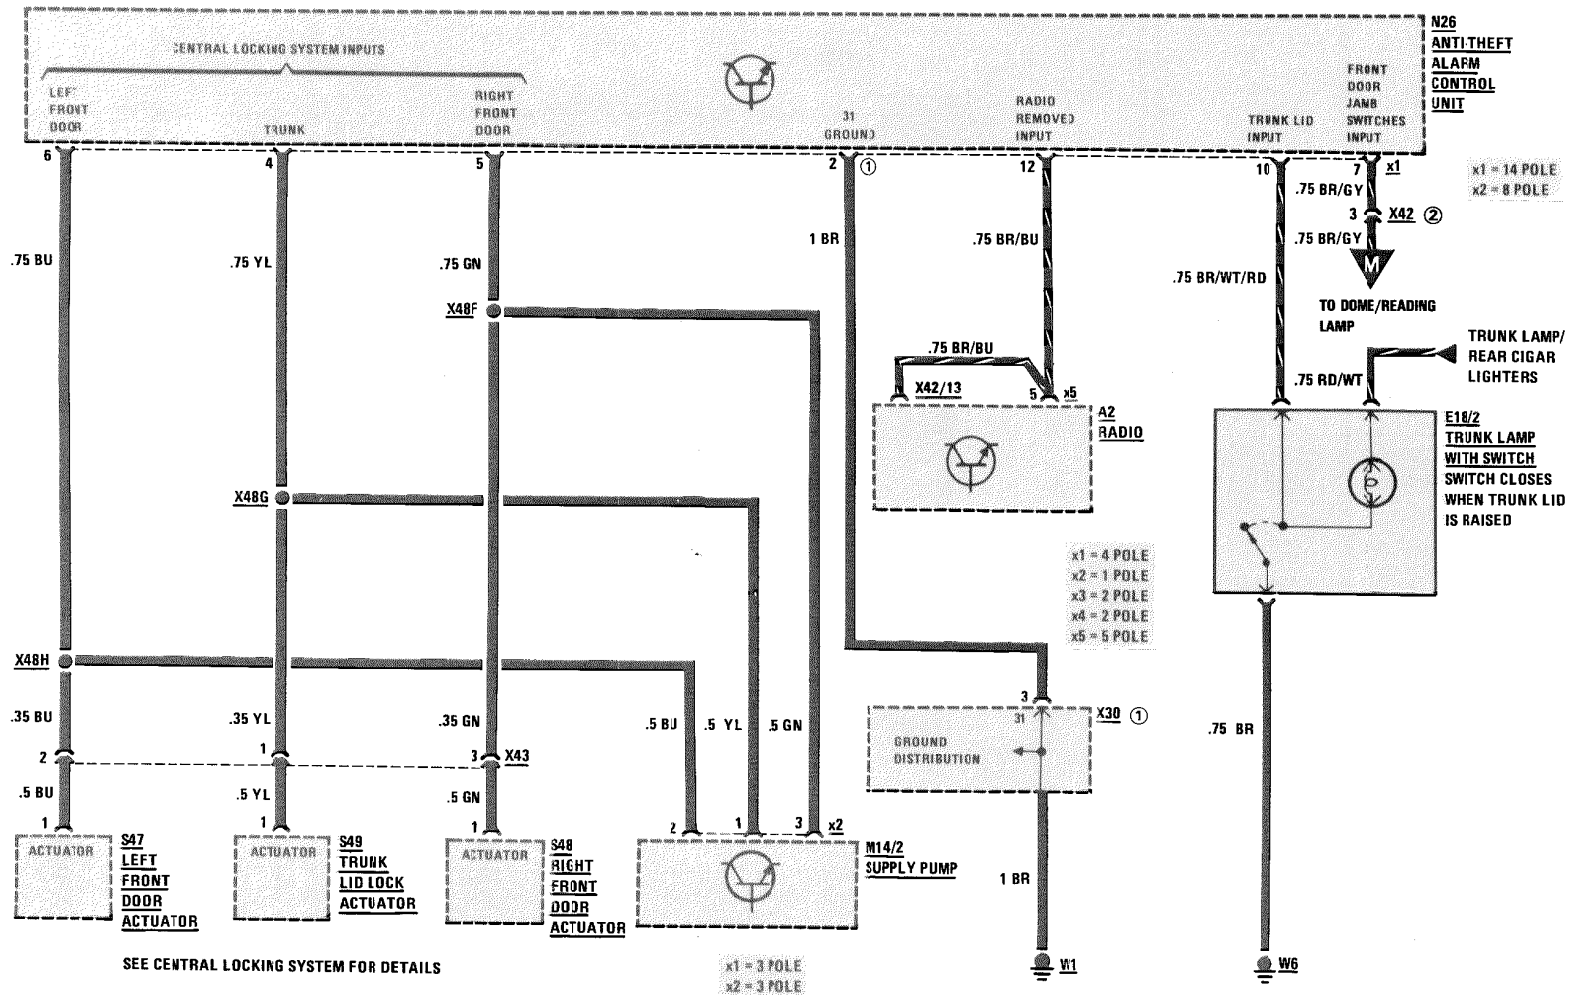 N26
ANTI-THEFT
ALARM
CONTROL
UNIT
CENTRAL LOCKING SYSTEM INPUTS
LEFT
FRONT
DOOR
TRUNK
RIGHT
FRONT
DOOR
31
GROUND
RADIO
REMOVED
INPUT
TRUNK LID
INPUT
FRONT
DOOR
JAMB
SWITCHES
INPUT
6
4
5
2
1
12
10
7
x1
x1 = 14 POLE
x2 = 8 POLE
.75 BR/GY
3
X42
2
.75 BR/GY
M
TO DOME/READING
LAMP
.75 BU
.75 YL
.75 GN
1 BR
.75 BR/BU
.75 BR/WT/RD
X48F
.75 BR/BU
X42/13
5
x5
A2
RADIO
TRUNK LAMP/
REAR CIGAR
LIGHTERS
.75 RD/WT
E18/2
TRUNK LAMP
WITH SWITCH
SWITCH CLOSES
WHEN TRUNK LID
IS RAISED
X48G
x1 = 4 POLE
x2 = 1 POLE
x3 = 2 POLE
x4 = 2 POLE
x5 = 5 POLE
X48H
.35 BU
.35 YL
.35 GN
.5 BU
.5 YL
.5 GN
3
31
X30
1
GROUND
DISTRIBUTION
.75 BR
2
1
3
X43
.5 BU
.5 YL
.5 GN
1
1
1
2
1
3
x2
ACTUATOR
S47
LEFT
FRONT
DOOR
ACTUATOR
ACTUATOR
S49
TRUNK
LID LOCK
ACTUATOR
ACTUATOR
S48
RIGHT
FRONT
DOOR
ACTUATOR
M14/2
SUPPLY PUMP
1 BR
SEE CENTRAL LOCKING SYSTEM FOR DETAILS
x1 = 3 POLE
x2 = 3 POLE
W1
W6